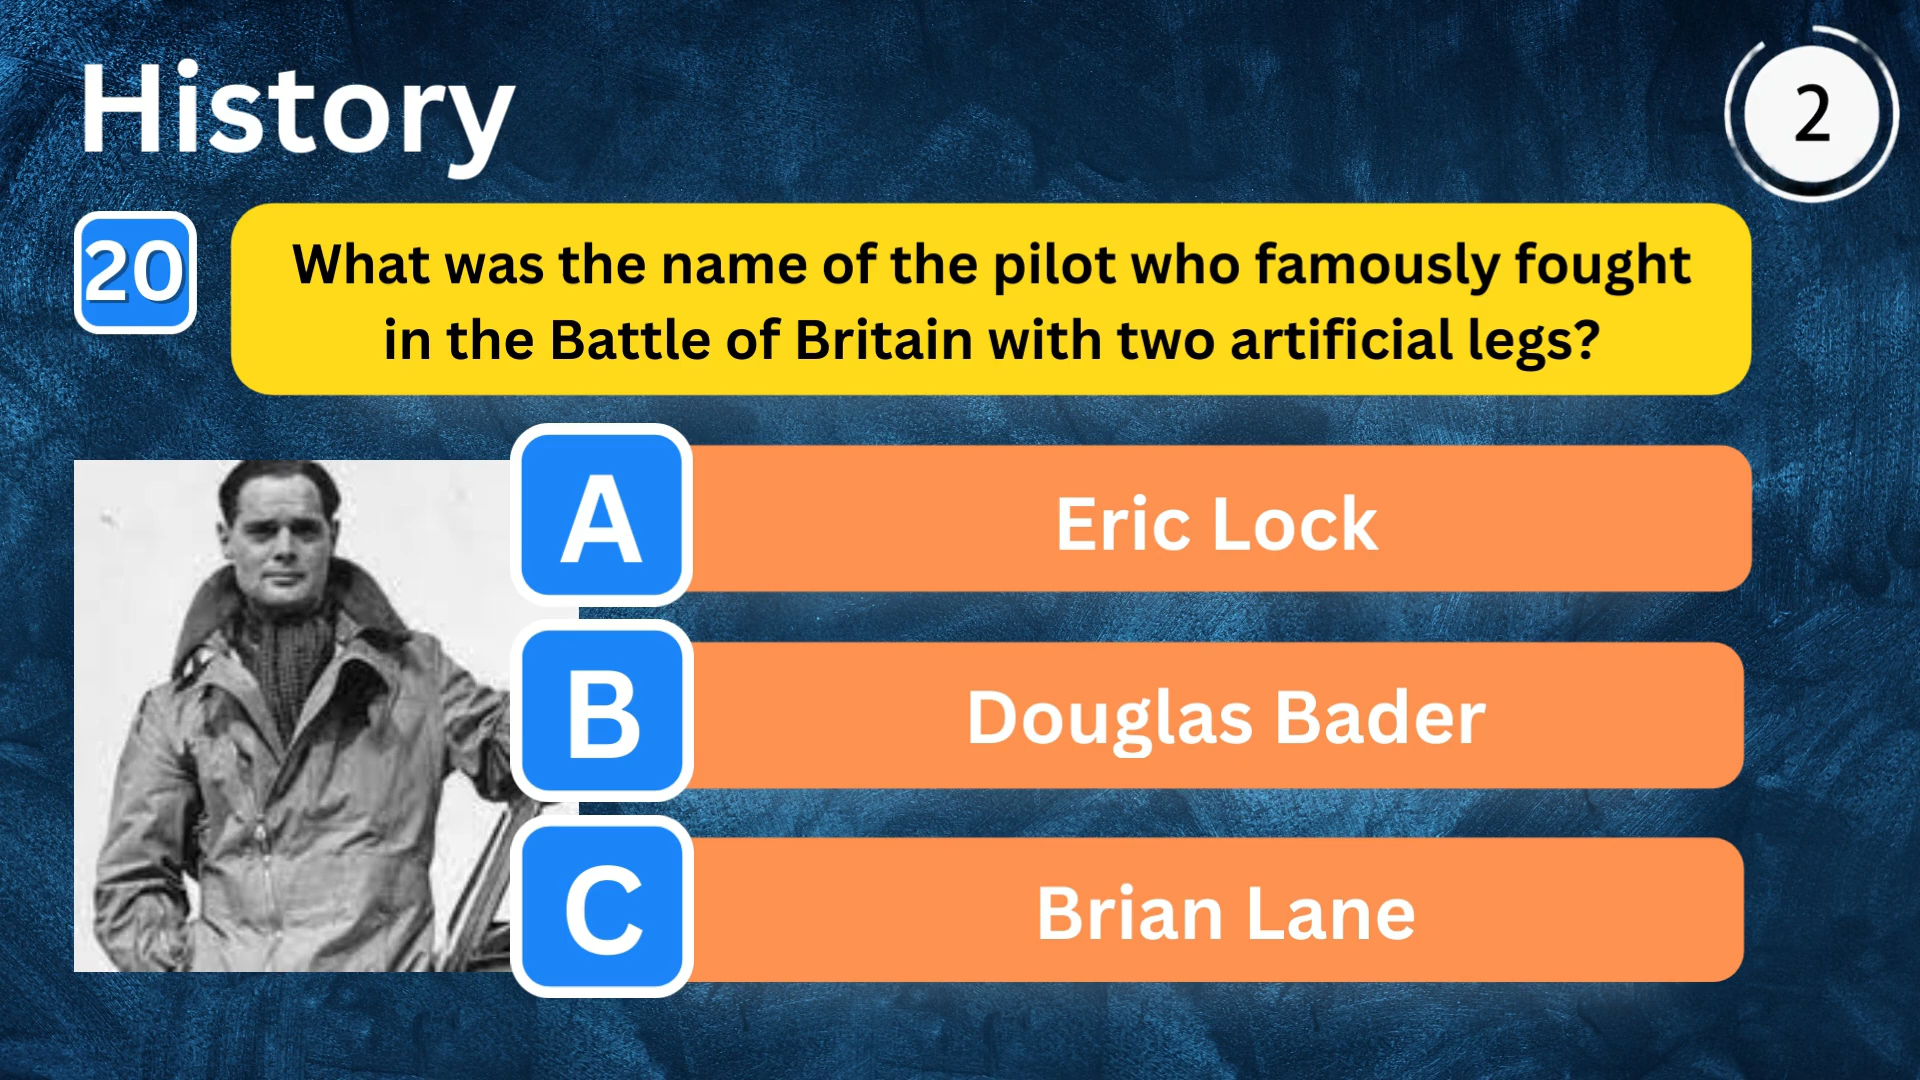 History
2
20
What was the name of the pilot who famously fought
in the Battle of Britain with two artificial legs?
A
Eric Lock
B
Douglas Bader
C
Brian Lane